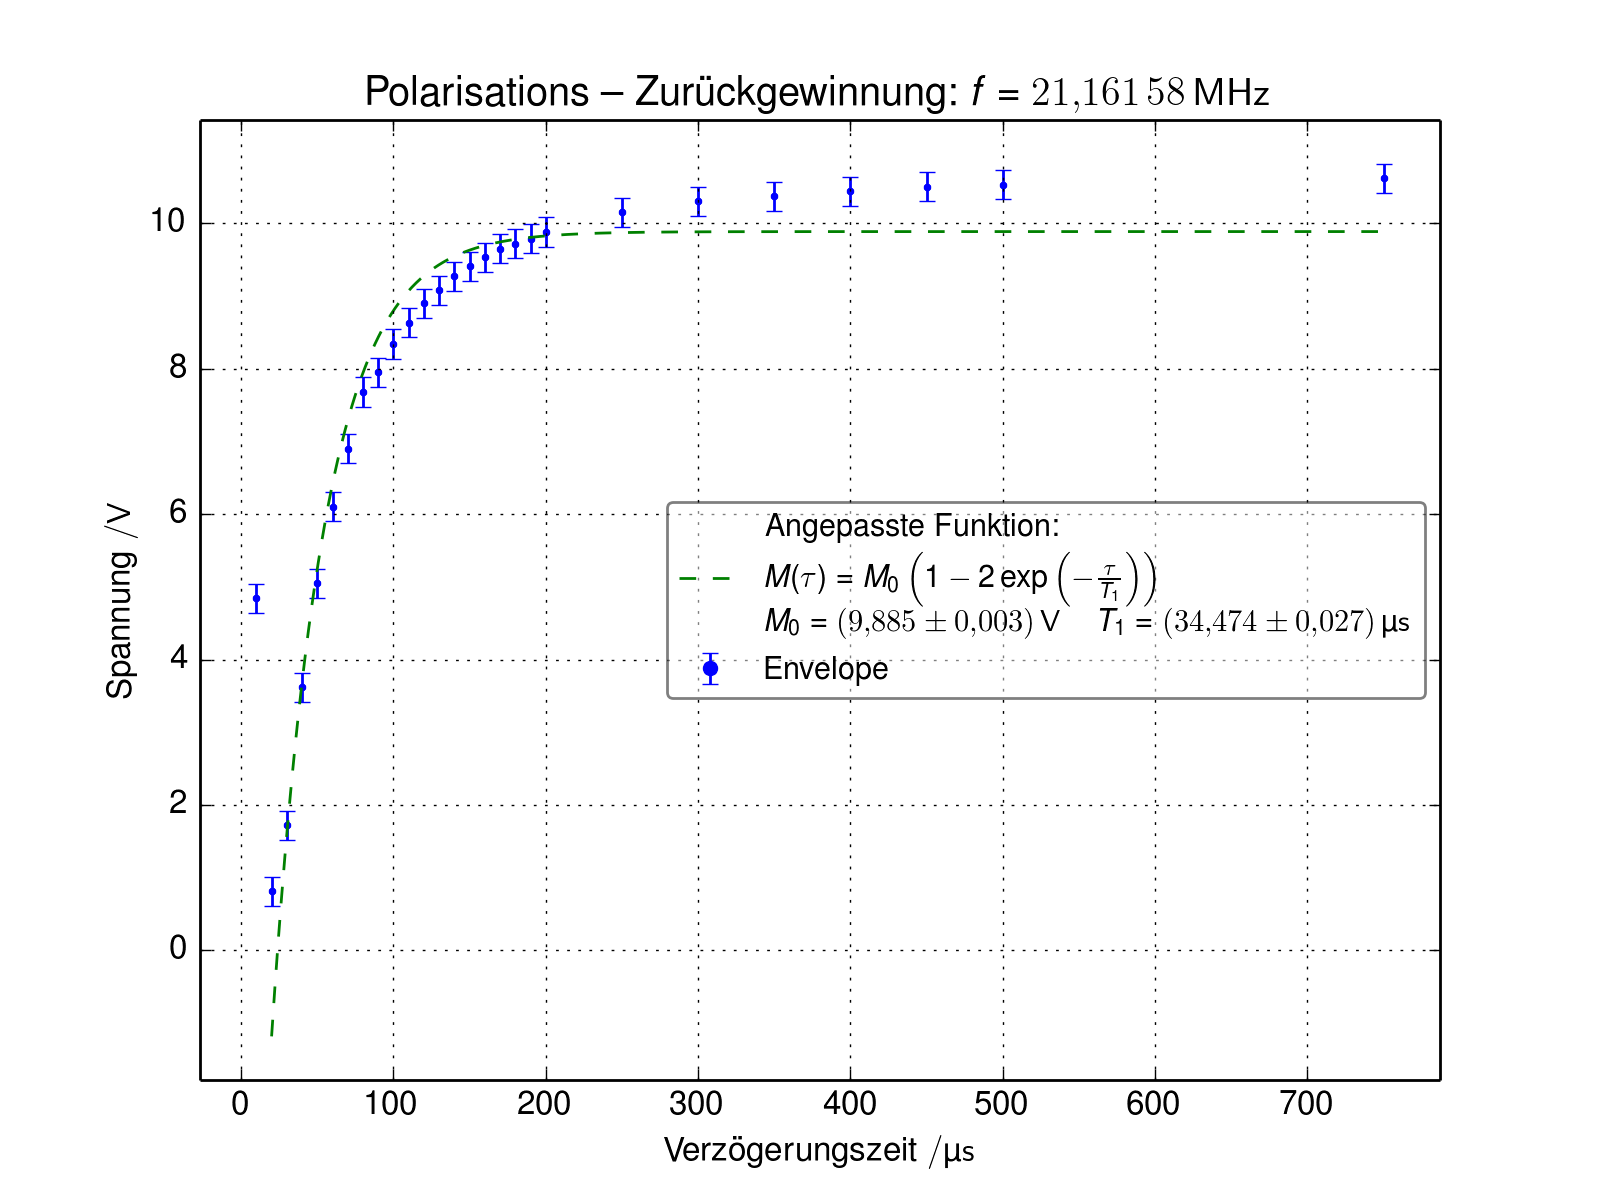 Polarisations – Zurückgewinnung: f = 21,161 58 MHz
10
8
6
4
2
0
Spannung /V
Angepasste Funktion:
M(τ) = M₀ (1 − 2 exp (−τ/T₁))
M₀ = (9,885 ± 0,003) V T₁ = (34,474 ± 0,027) µs
Envelope
0 100 200 300 400 500 600 700
Verzögerungszeit /µs